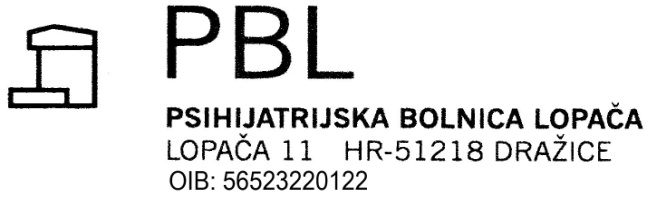 PBL
PSIHIJATRIJSKA BOLNICA LOPAČA
LOPAČA 11 HR-51218 DRAŽICE
OIB: 56523220122